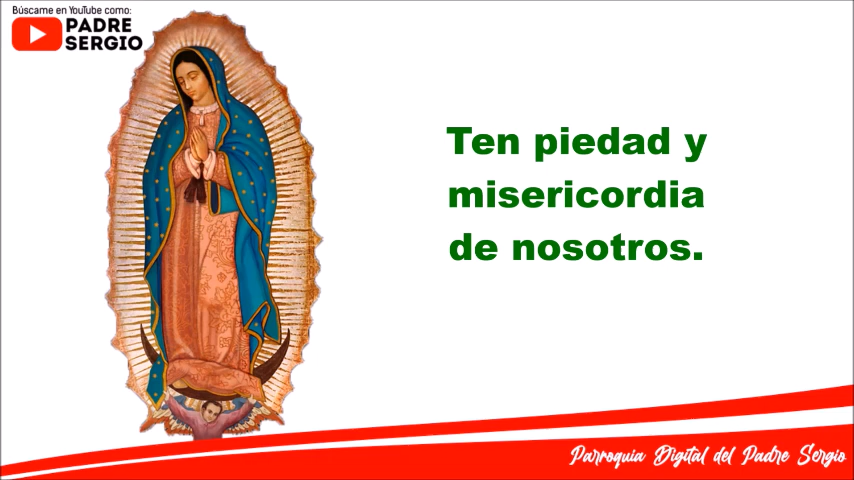 Búscame en YouTube como:
PADRE
SERGIO
Ten piedad y
misericordia
de nosotros.
Parroquia Digital del Padre Sergio